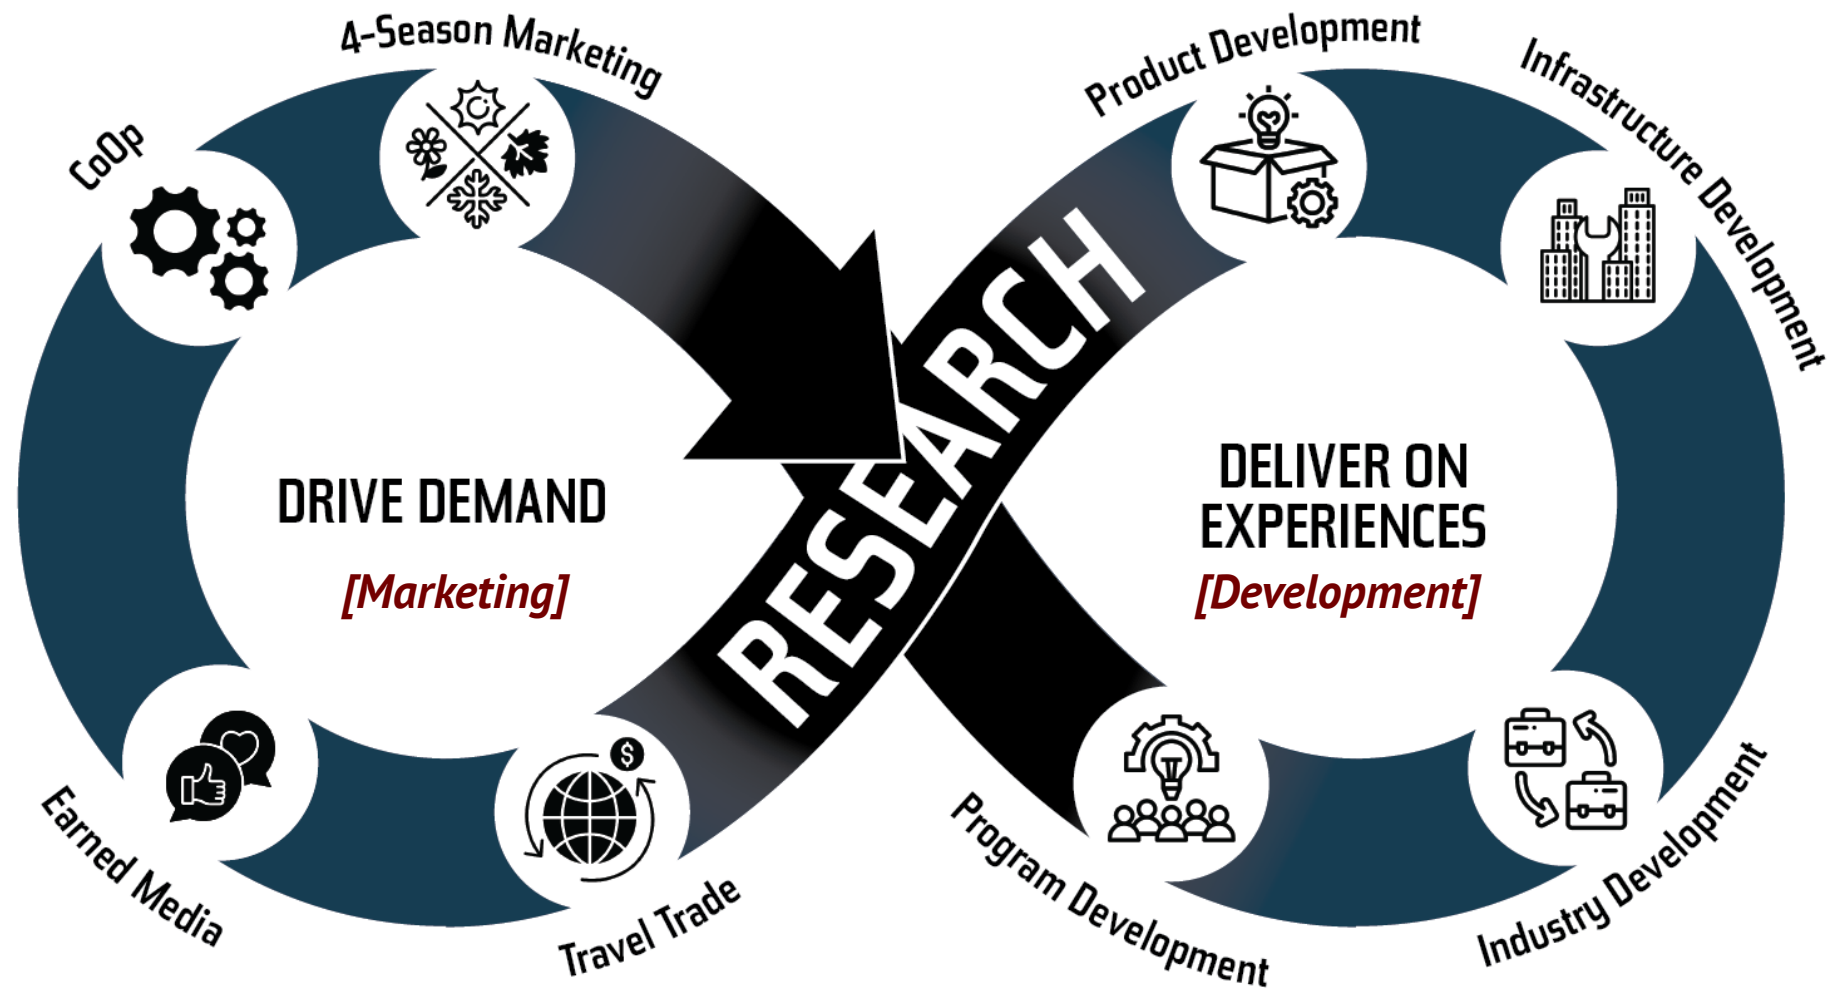 4-Season Marketing
CoOp
Earned Media
Travel Trade
DRIVE DEMAND
[Marketing]
RESEARCH
Product Development
Infrastructure Development
DELIVER ON
EXPERIENCES
[Development]
Industry Development
Program Development
$